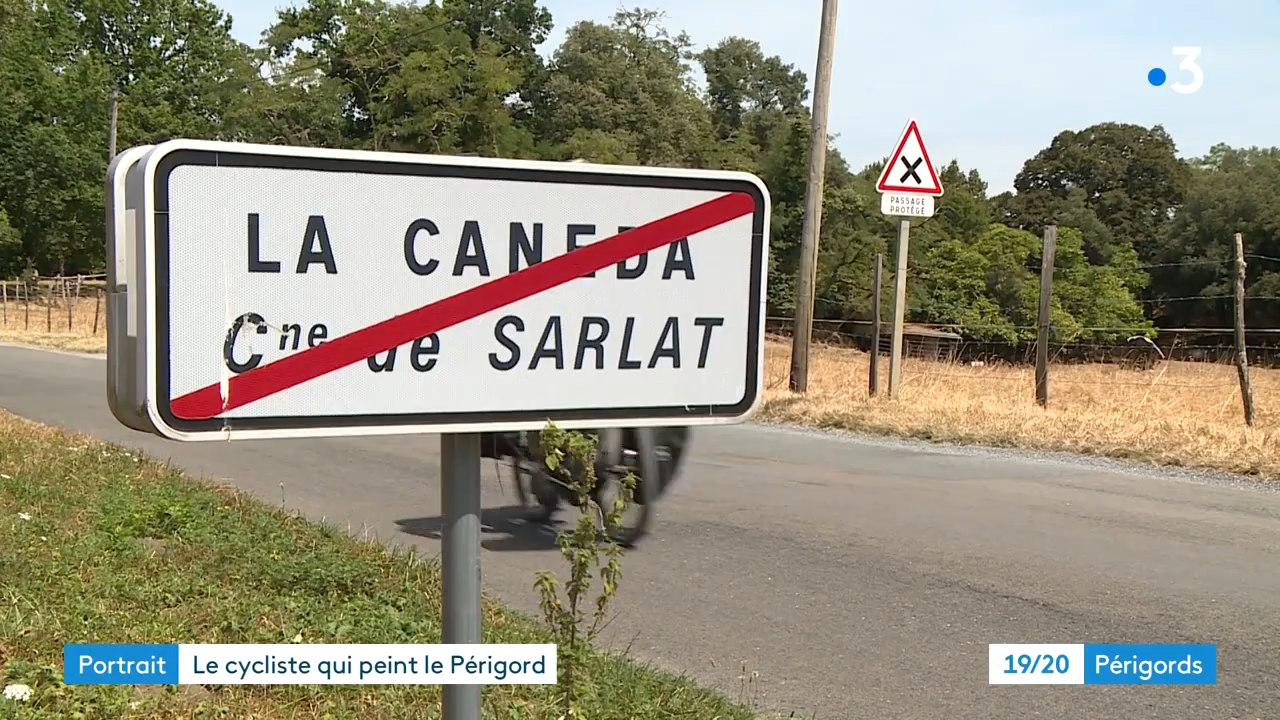 3
PASSAGE
PROTÉGÉ
LA CANEDA
Cne de SARLAT
Portrait Le cycliste qui peint le Périgord
19/20 Périgords